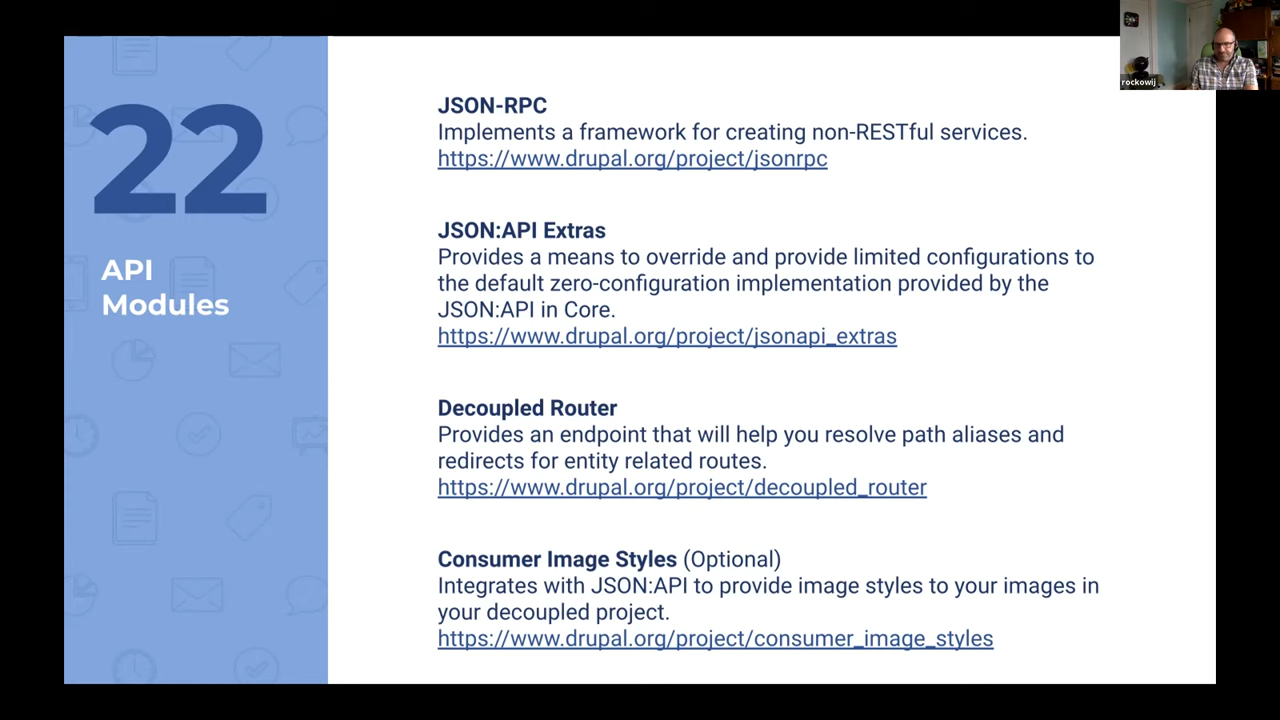 22
API
Modules
JSON-RPC
Implements a framework for creating non-RESTful services.
https://www.drupal.org/project/jsonrpc
JSON:API Extras
Provides a means to override and provide limited configurations to
the default zero-configuration implementation provided by the
JSON:API in Core.
https://www.drupal.org/project/jsonapi_extras
Decoupled Router
Provides an endpoint that will help you resolve path aliases and
redirects for entity related routes.
https://www.drupal.org/project/decoupled_router
Consumer Image Styles (Optional)
Integrates with JSON:API to provide image styles to your images in
your decoupled project.
https://www.drupal.org/project/consumer_image_styles
rockowij